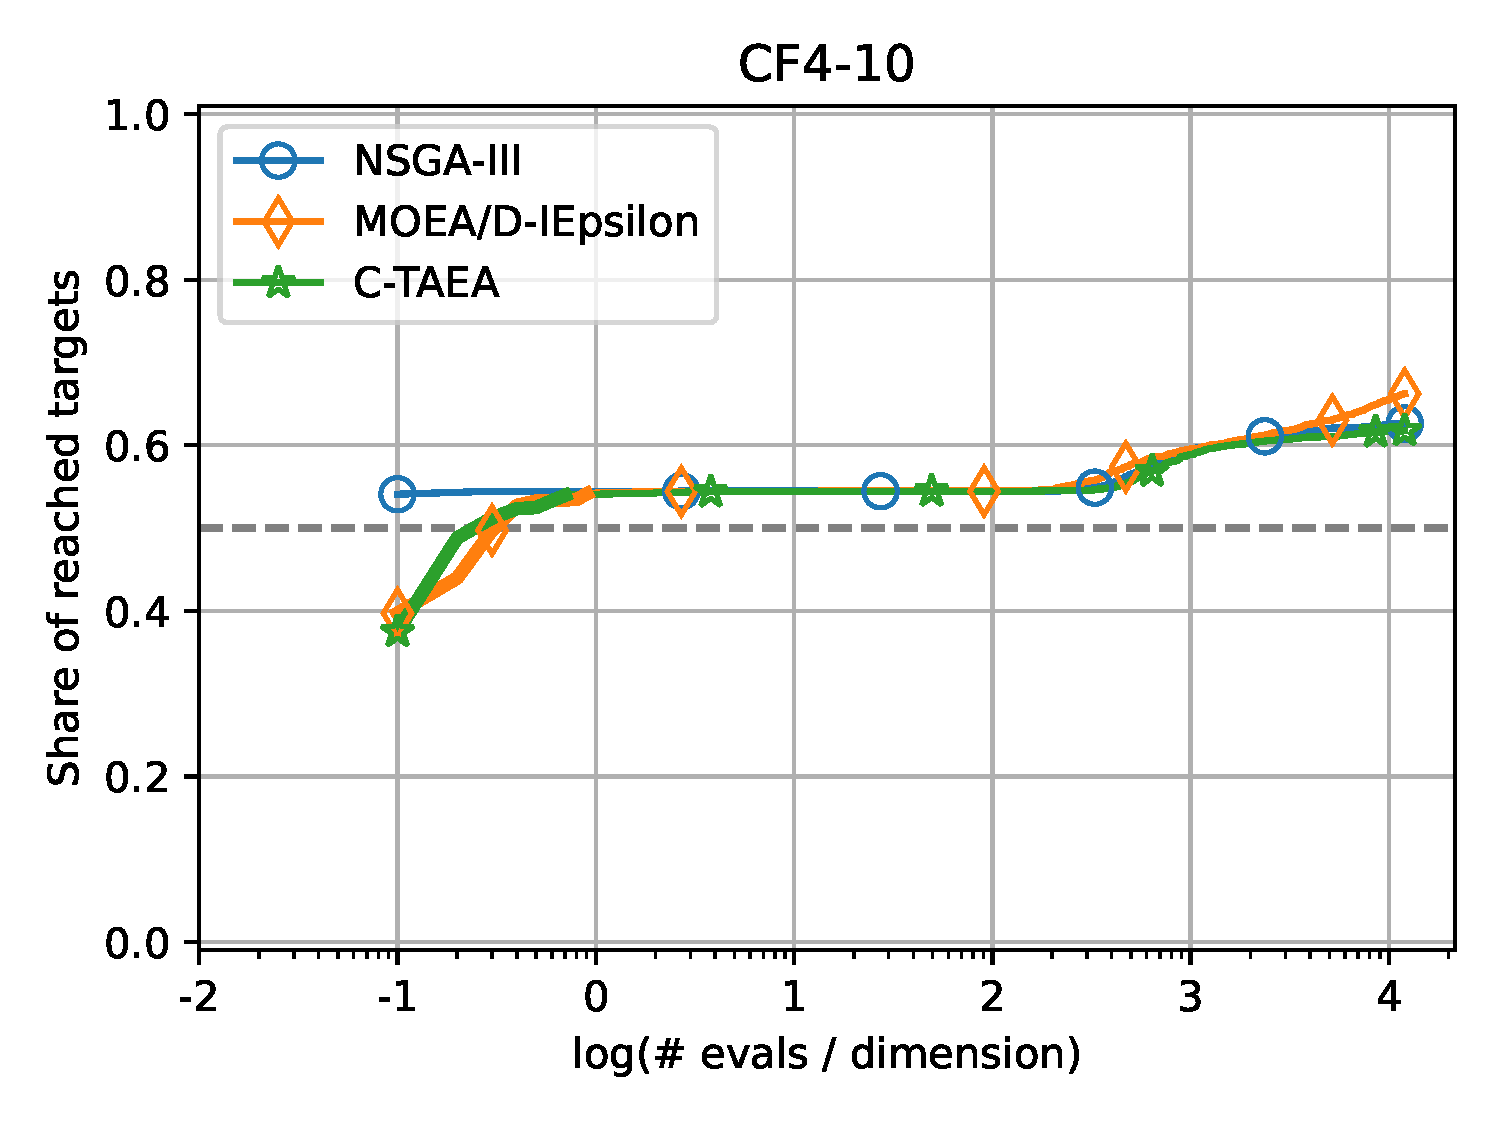 CF4-10
NSGA-III
MOEA/D-IEpsilon
C-TAEA
Share of reached targets
1.0
0.8
0.6
0.4
0.2
0.0
-2 -1 0 1 2 3 4
log(# evals / dimension)